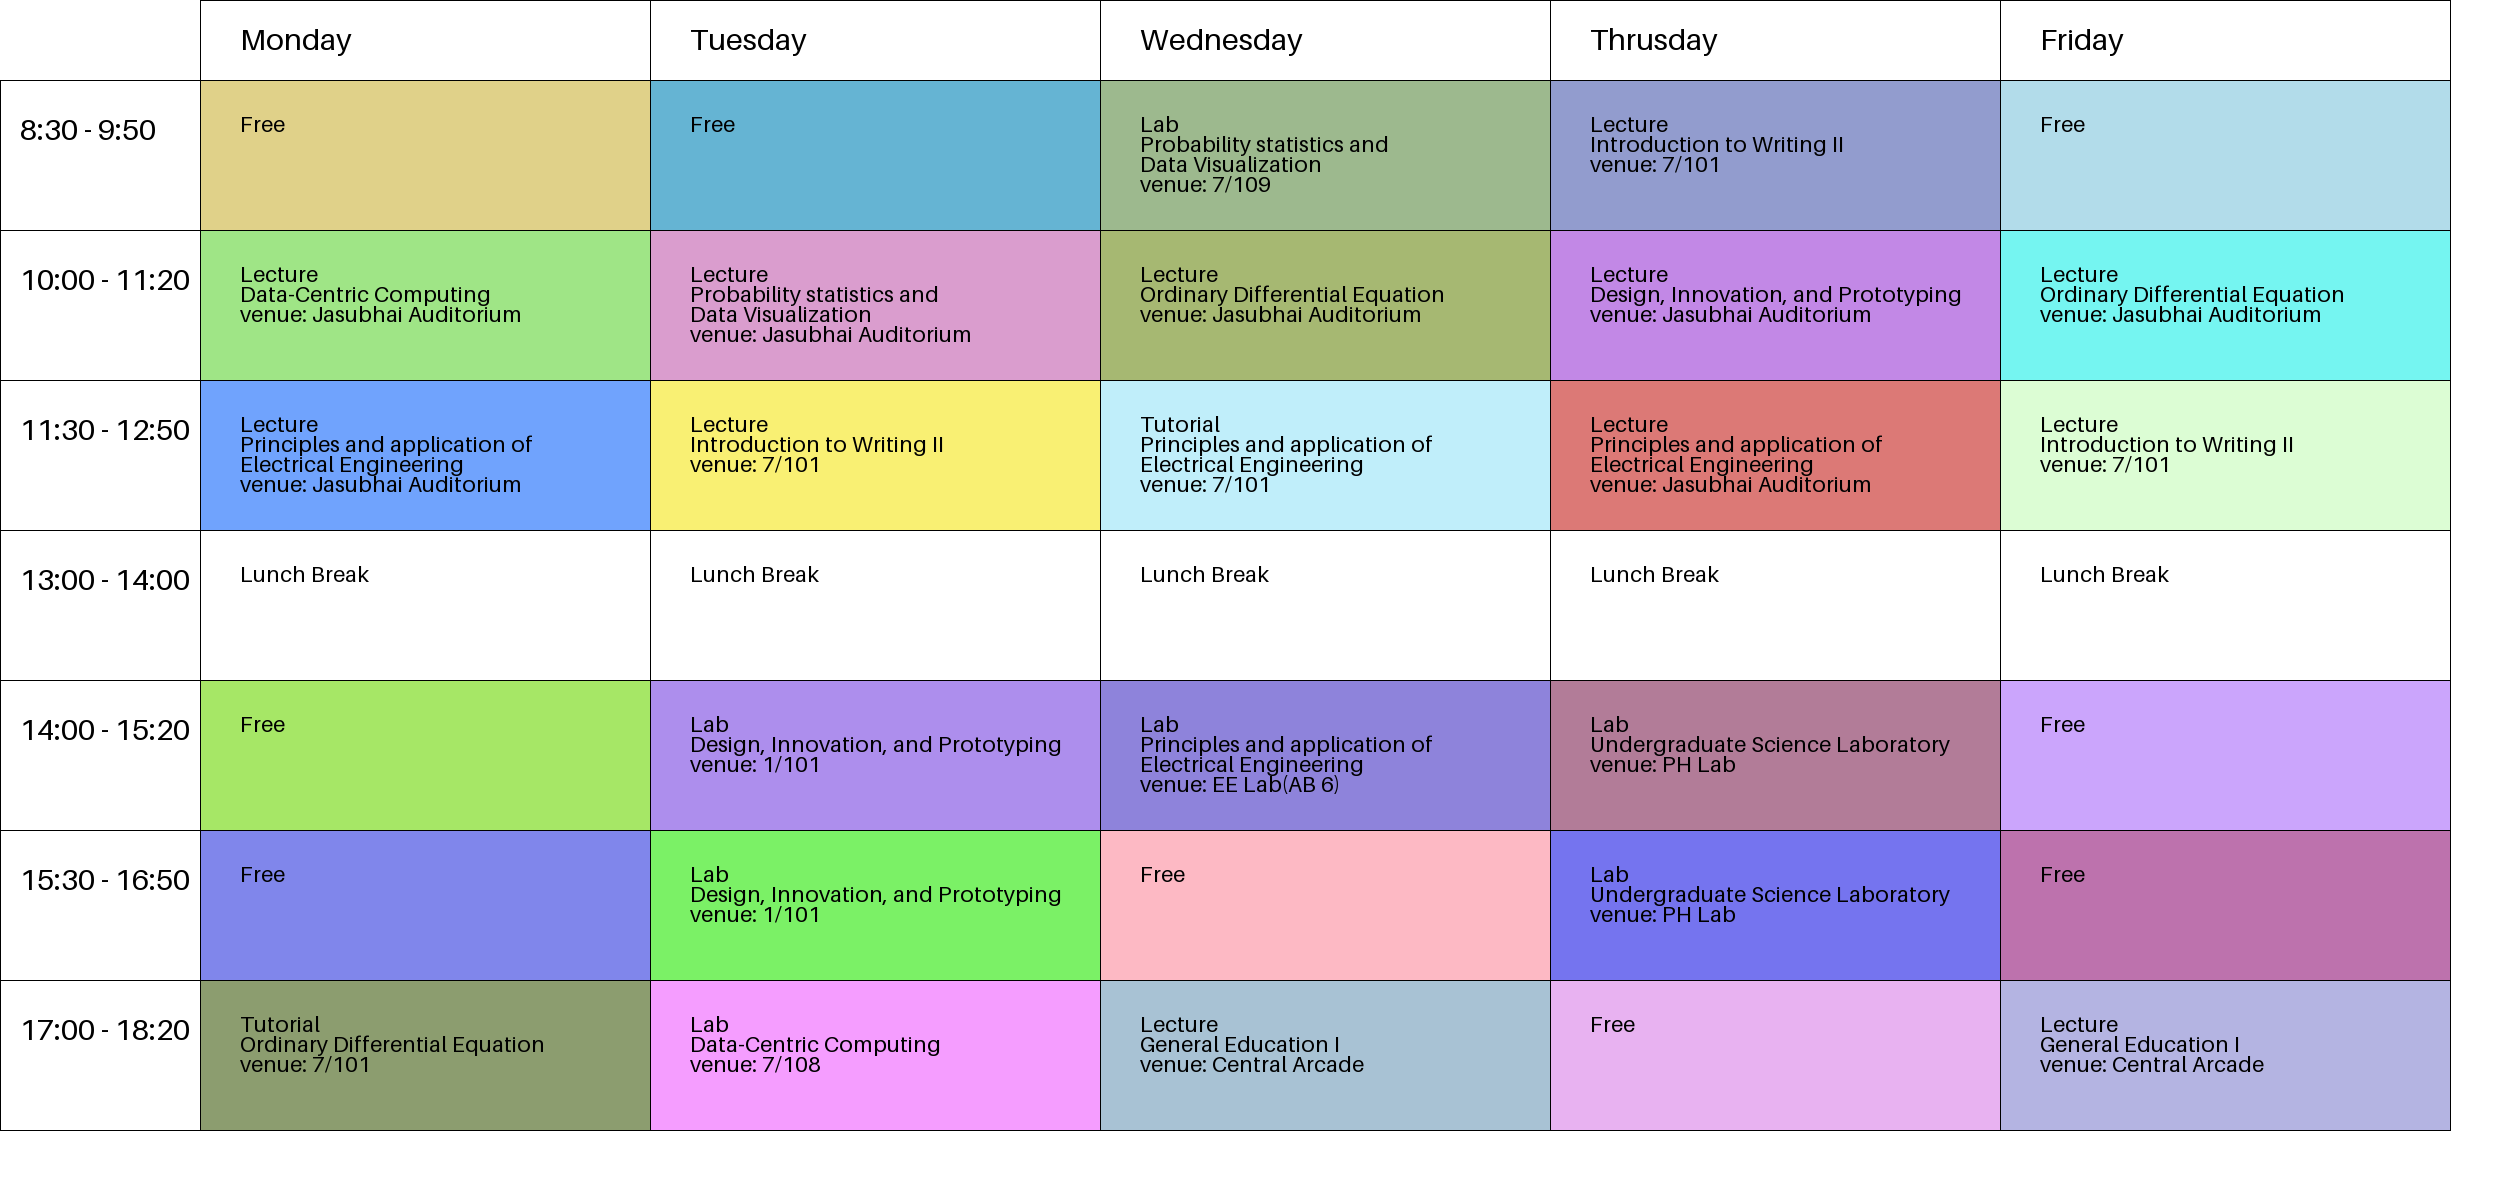 Monday
Tuesday
Wednesday
Thrusday
Friday
8:30 - 9:50
Free
Free
Lab
Probability statistics and
Data Visualization
venue: 7/109
Lecture
Introduction to Writing II
venue: 7/101
Free
10:00 - 11:20
Lecture
Data-Centric Computing
venue: Jasubhai Auditorium
Lecture
Probability statistics and
Data Visualization
venue: Jasubhai Auditorium
Lecture
Ordinary Differential Equation
venue: Jasubhai Auditorium
Lecture
Design, Innovation, and Prototyping
venue: Jasubhai Auditorium
Lecture
Ordinary Differential Equation
venue: Jasubhai Auditorium
11:30 - 12:50
Lecture
Principles and application of
Electrical Engineering
venue: Jasubhai Auditorium
Lecture
Introduction to Writing II
venue: 7/101
Tutorial
Principles and application of
Electrical Engineering
venue: 7/101
Lecture
Principles and application of
Electrical Engineering
venue: Jasubhai Auditorium
Lecture
Introduction to Writing II
venue: 7/101
13:00 - 14:00
Lunch Break
Lunch Break
Lunch Break
Lunch Break
Lunch Break
14:00 - 15:20
Free
Lab
Design, Innovation, and Prototyping
venue: 1/101
Lab
Principles and application of
Electrical Engineering
venue: EE Lab(AB 6)
Lab
Undergraduate Science Laboratory
venue: PH Lab
Free
15:30 - 16:50
Free
Lab
Design, Innovation, and Prototyping
venue: 1/101
Free
Lab
Undergraduate Science Laboratory
venue: PH Lab
Free
17:00 - 18:20
Tutorial
Ordinary Differential Equation
venue: 7/101
Lab
Data-Centric Computing
venue: 7/108
Lecture
General Education I
venue: Central Arcade
Free
Lecture
General Education I
venue: Central Arcade